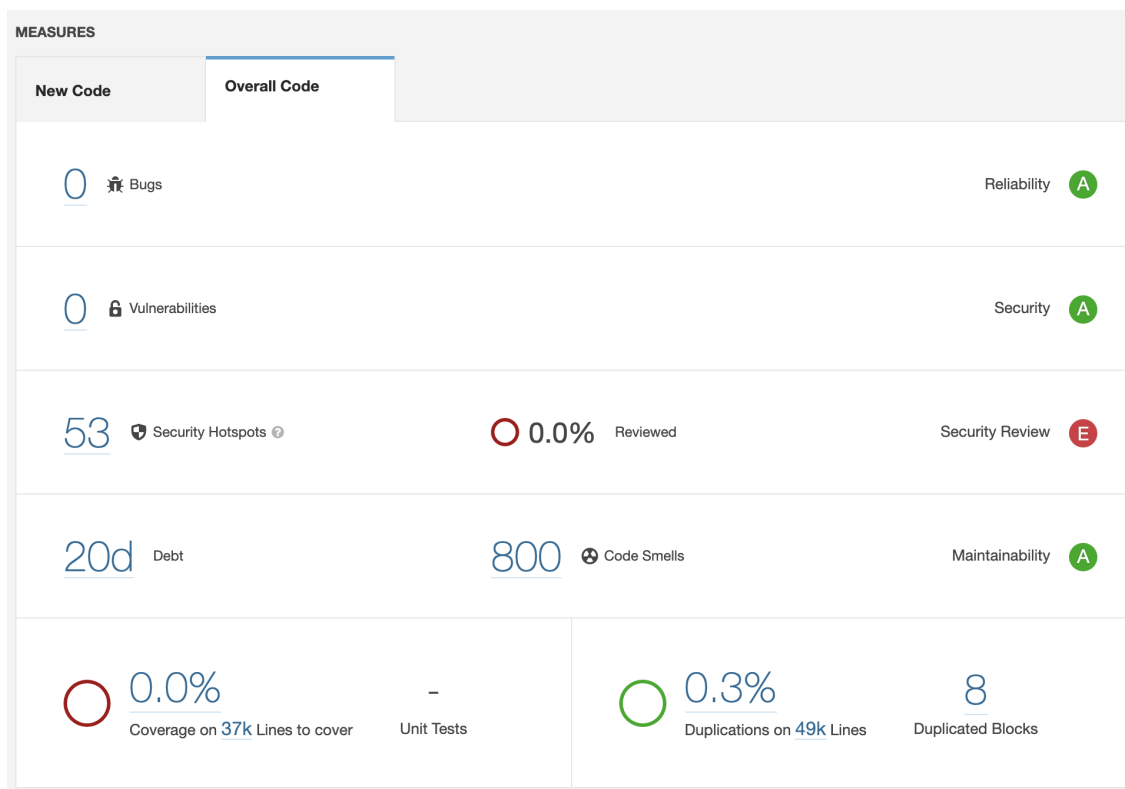 MEASURES
New Code
Overall Code
0 Bugs Reliability A
0 Vulnerabilities Security A
53 Security Hotspots ? 0.0% Reviewed Security Review E
20d Debt 800 Code Smells Maintainability A
0.0% - 0.3% 8
Coverage on 37k Lines to cover Unit Tests Duplications on 49k Lines Duplicated Blocks